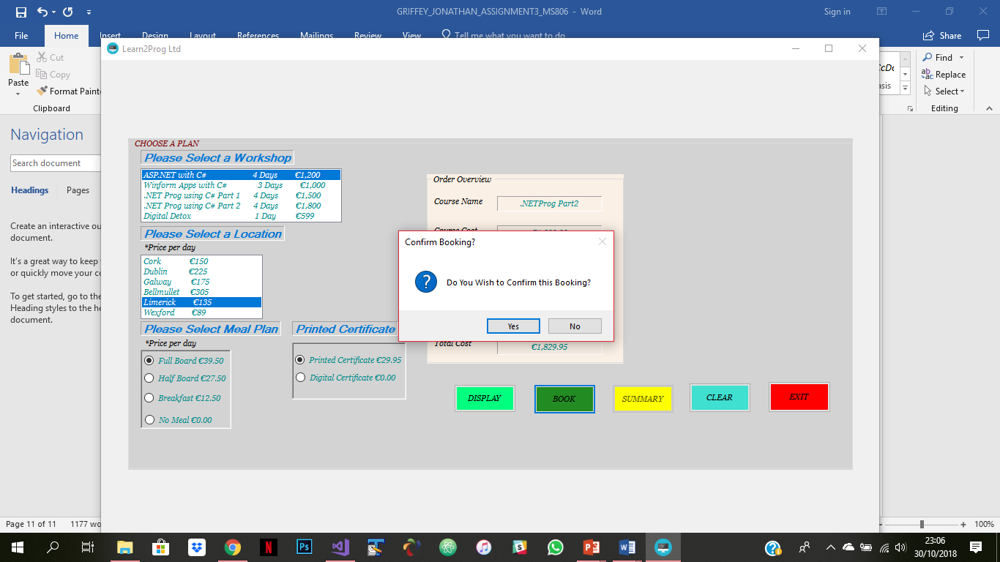 GRIFFEY_JONATHAN_ASSIGNMENT3_MS806 - Word
Sign in
File Home Insert Design Layout References Mailings Review View Tell me what you want to do
Share
Learn2Prog Ltd
Paste
Cut
Copy
Format Painte
Clipboard
Find
Replace
Select
Editing
Navigation
Search document
Headings Pages
Create an interactive ou
document.
It's a great way to keep
or quickly move your co
To get started, go to the
Heading styles to the he
document.
CHOOSE A PLAN
Please Select a Workshop
ASP.NET with C# 4 Days €1,200
Winform Apps with C# 3 Days €1,000
.NET Prog using C# Part 1 4 Days €1,500
.NET Prog using C# Part 2 4 Days €1,800
Digital Detox 1 Day €599
Please Select a Location
*Price per day
Cork €150
Dublin €225
Galway €175
Bellmullet €305
Limerick €135
Wexford €89
Please Select Meal Plan
*Price per day
Full Board €39.50
Half Board €27.50
Breakfast €12.50
No Meal €0.00
Printed Certificate
Printed Certificate €29.95
Digital Certificate €0.00
Order Overview
Course Name .NETProg Part2
Course Cost
Confirm Booking?
Do You Wish to Confirm this Booking?
Yes No
Total Cost €1,829.95
DISPLAY BOOK SUMMARY CLEAR EXIT
Page 11 of 11 1177 wo
100%
23:06
30/10/2018